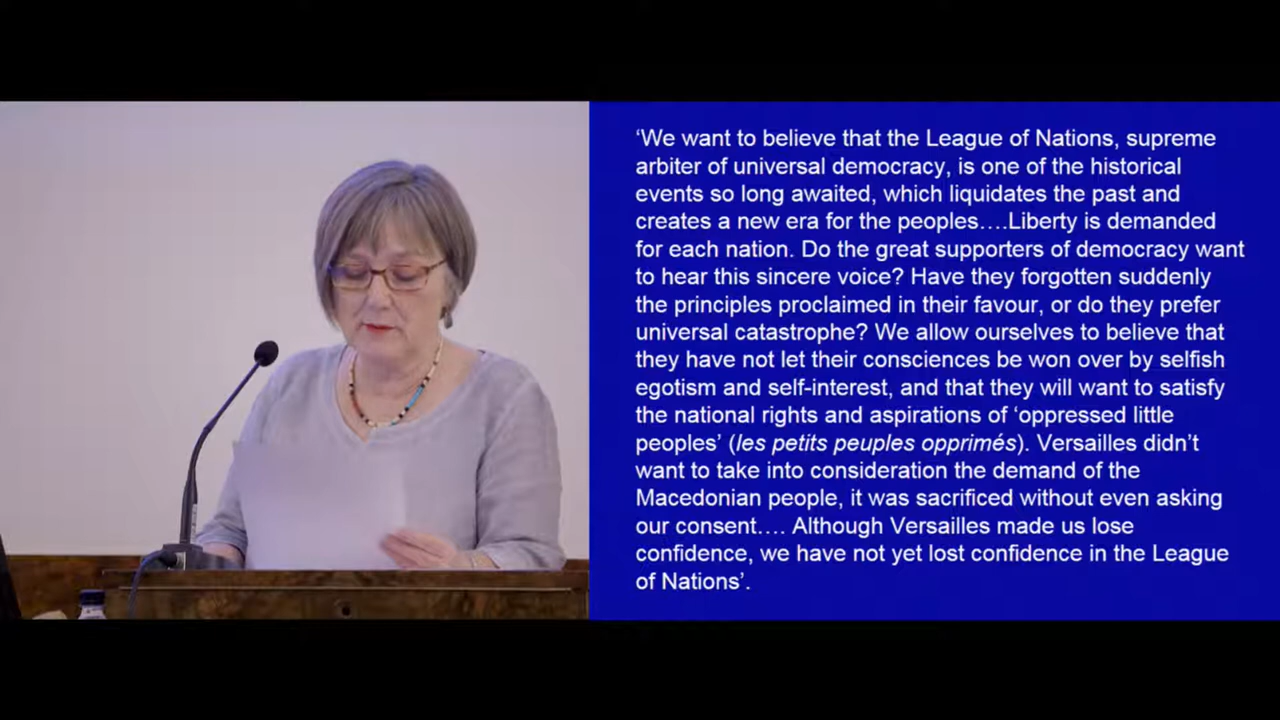 ‘We want to believe that the League of Nations, supreme
arbiter of universal democracy, is one of the historical
events so long awaited, which liquidates the past and
creates a new era for the peoples….Liberty is demanded
for each nation. Do the great supporters of democracy want
to hear this sincere voice? Have they forgotten suddenly
the principles proclaimed in their favour, or do they prefer
universal catastrophe? We allow ourselves to believe that
they have not let their consciences be won over by selfish
egotism and self-interest, and that they will want to satisfy
the national rights and aspirations of ‘oppressed little
peoples’ (les petits peuples opprimés). Versailles didn’t
want to take into consideration the demand of the
Macedonian people, it was sacrificed without even asking
our consent…. Although Versailles made us lose
confidence, we have not yet lost confidence in the League
of Nations’.